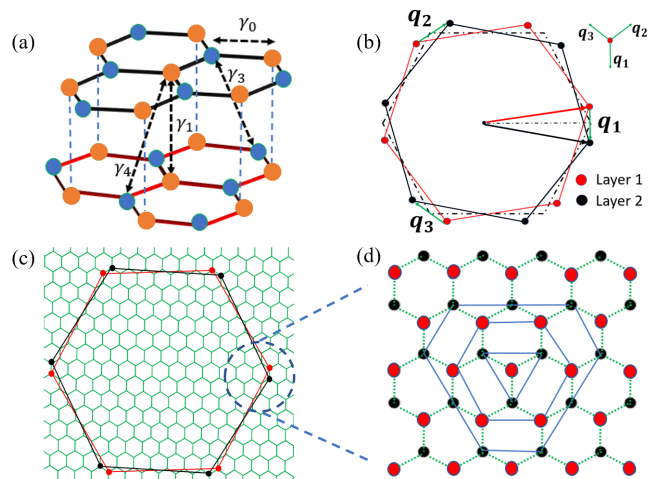 (a)
γ0
γ3
γ1
γ4
(b)
q2
q3
q2
q1
q1
q3
Layer 1
Layer 2
(c)
(d)